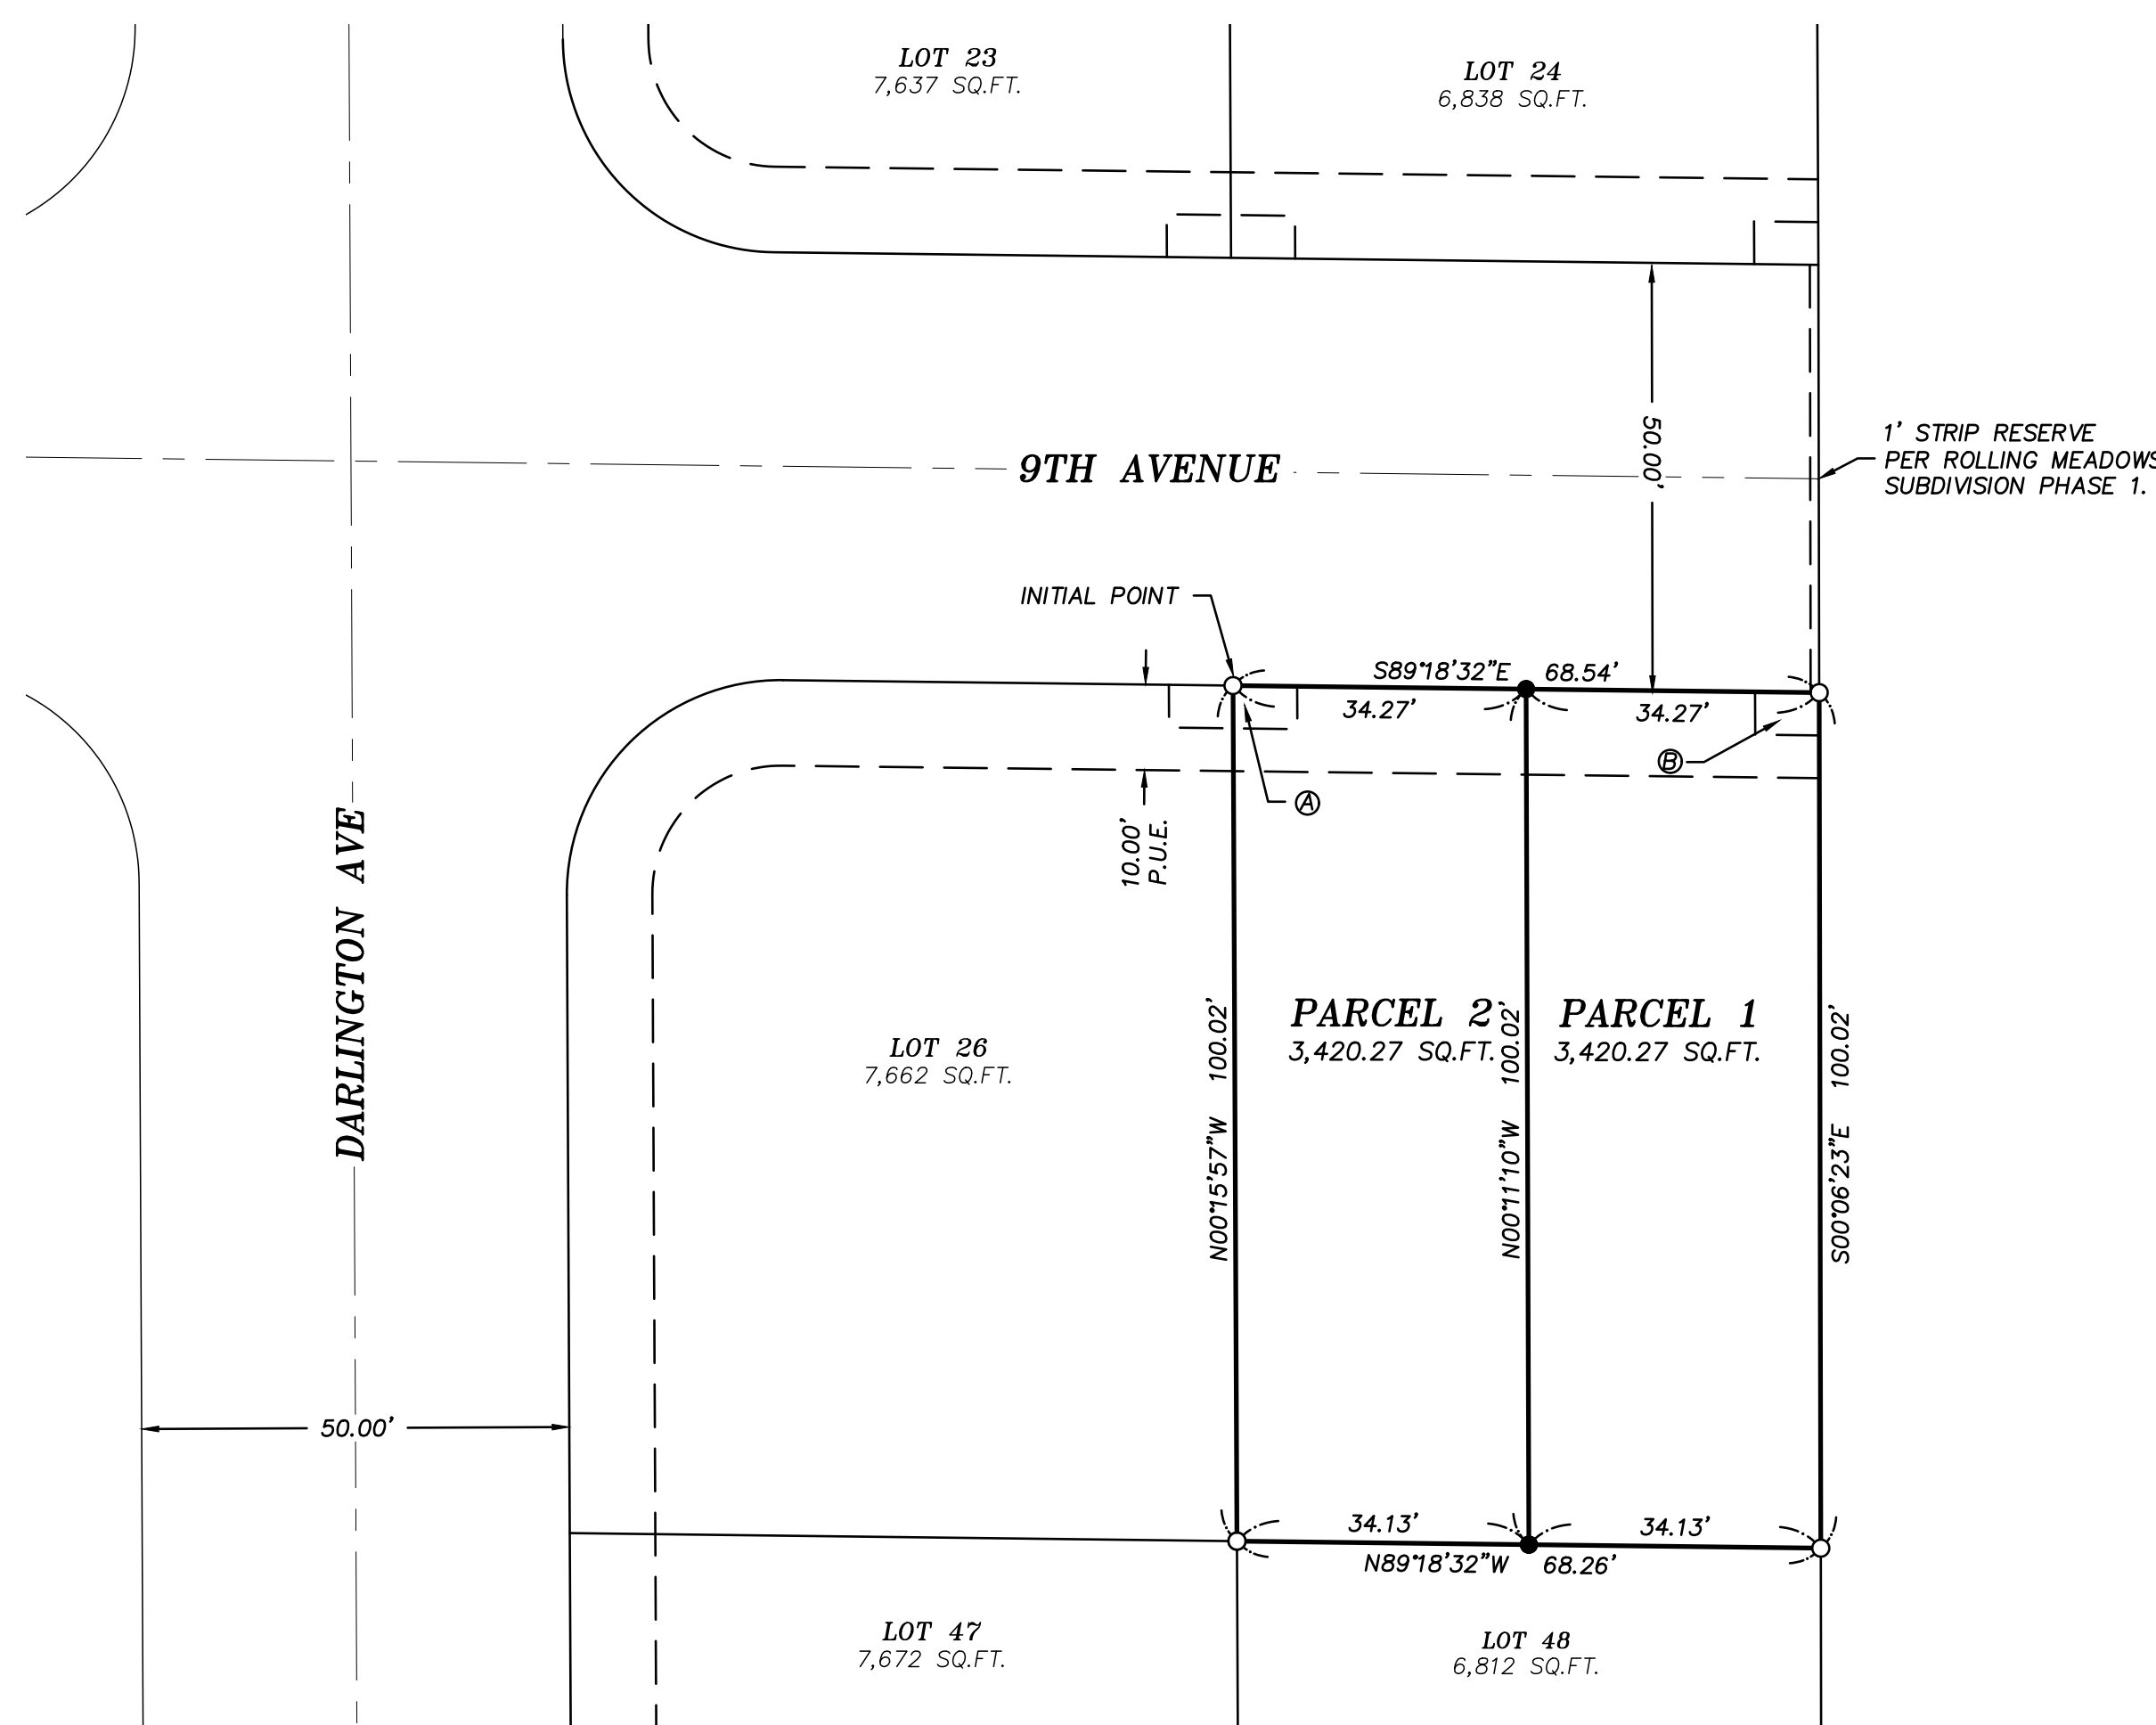 LOT 23
7,637 SQ.FT.
LOT 24
6,838 SQ.FT.
50.00'
1' STRIP RESERVE
PER ROLLING MEADOWS
SUBDIVISION PHASE 1.
9TH AVENUE
INITIAL POINT
S89°18'32"E 68.54'
34.27'
34.27'
B
A
10.00'
P.U.E.
DARLINGTON AVE
LOT 26
7,662 SQ.FT.
N00°15'57"W 100.02'
PARCEL 2
3,420.27 SQ.FT.
N00°11'10"W 100.02'
PARCEL 1
3,420.27 SQ.FT.
S00°06'23"E 100.02'
50.00'
34.13'
34.13'
N89°18'32"W 68.26'
LOT 47
7,672 SQ.FT.
LOT 48
6,812 SQ.FT.